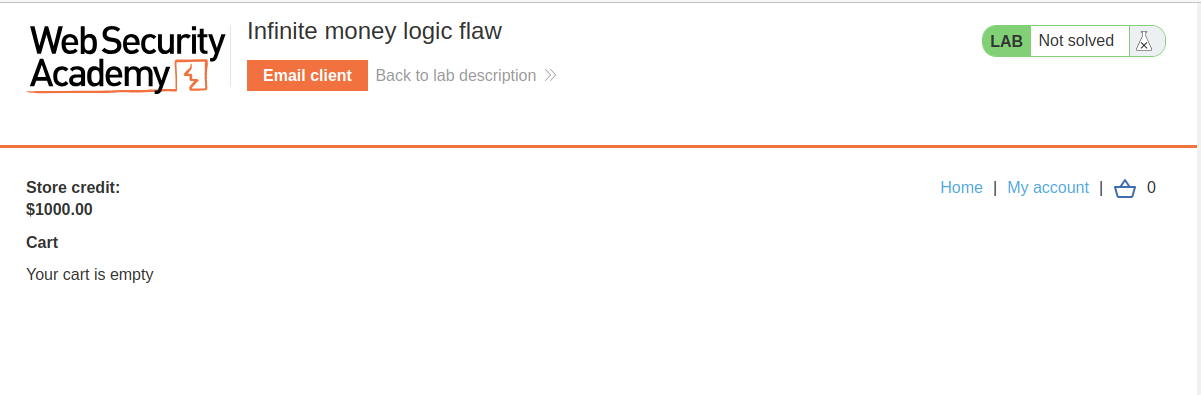 Web Security
Academy
Infinite money logic flaw
Email client
Back to lab description
LAB
Not solved
Store credit:
$1000.00
Home | My account | 0
Cart
Your cart is empty